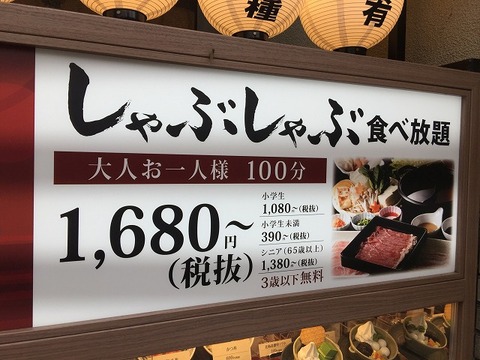 種 肴
しゃぶしゃぶ食べ放題
大人お一人様 100分
1,680円〜
(税抜)
小学生
1,080〜(税抜)
小学生未満
390〜(税抜)
シニア(65歳以上)
1,380〜(税抜)
3歳以下無料